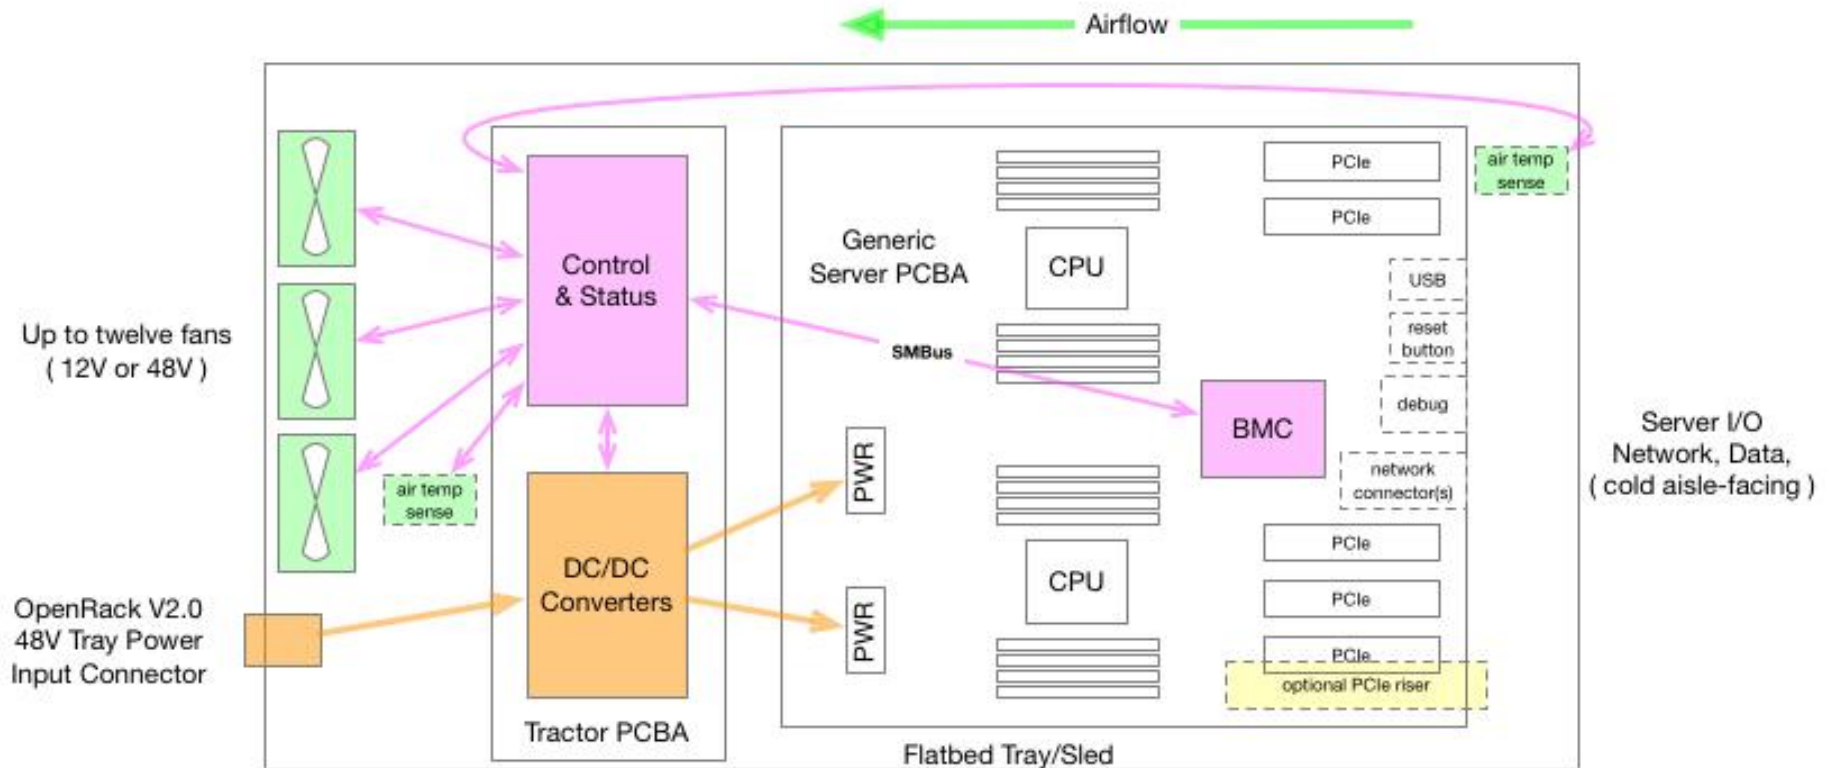 Airflow
PCIe
air temp
sense
PCIe
Generic
Server PCBA
CPU
Control
& Status
USB
Up to twelve fans
( 12V or 48V )
reset
button
SMBus
debug
BMC
Server I/O
Network, Data,
( cold aisle-facing )
PWR
network
connector(s)
air temp
sense
PCIe
DC/DC
Converters
CPU
PCIe
OpenRack V2.0
48V Tray Power
Input Connector
PWR
PCIe
optional PCIe riser
Tractor PCBA
Flatbed Tray/Sled